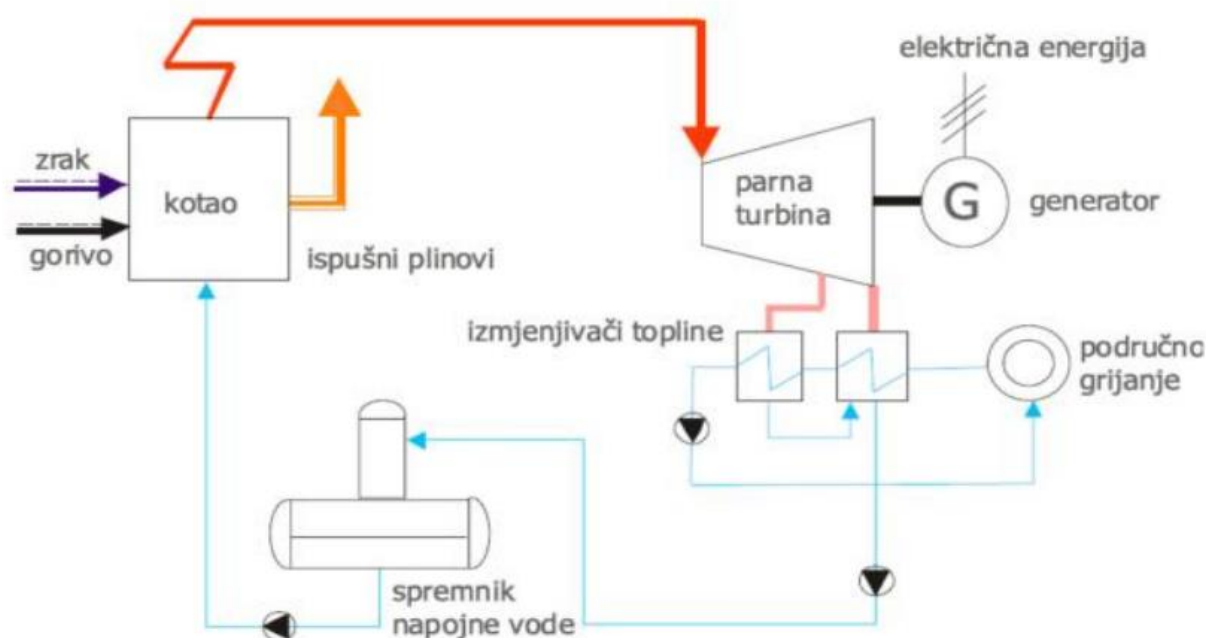 električna energija
zrak
kotao
gorivo
ispušni plinovi
parna
turbina
G
generator
izmjenjivači topline
područno
grijanje
spremnik
napojne vode